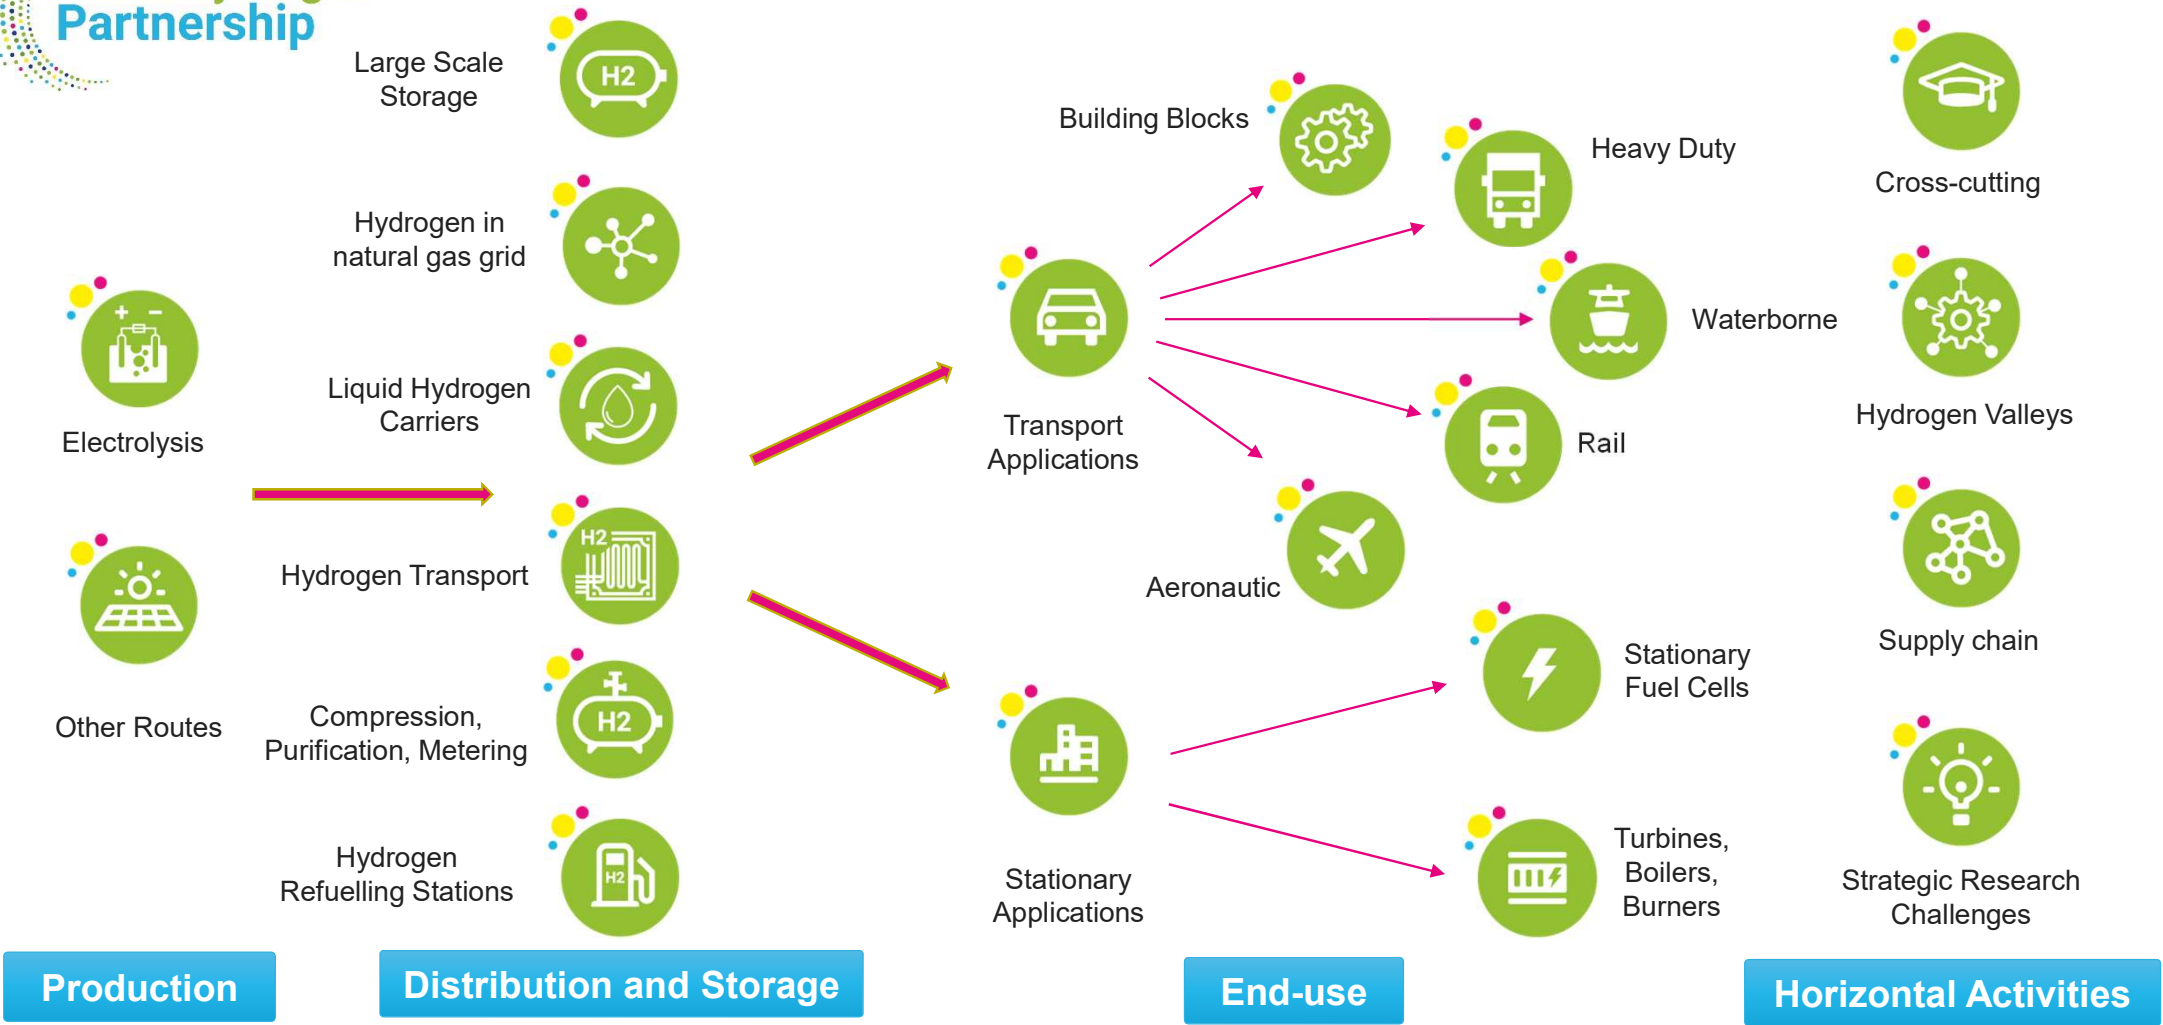 Partnership
Large Scale
Storage
H2
Hydrogen in
natural gas grid
Liquid Hydrogen
Carriers
Hydrogen Transport
H2
Compression,
Purification, Metering
H2
Hydrogen
Refuelling Stations
H2
+ −
Electrolysis
Other Routes
Transport
Applications
Building Blocks
Heavy Duty
Waterborne
Rail
Aeronautic
Stationary
Applications
Stationary
Fuel Cells
Turbines,
Boilers,
Burners
Cross-cutting
Hydrogen Valleys
Supply chain
Strategic Research
Challenges
Production
Distribution and Storage
End-use
Horizontal Activities